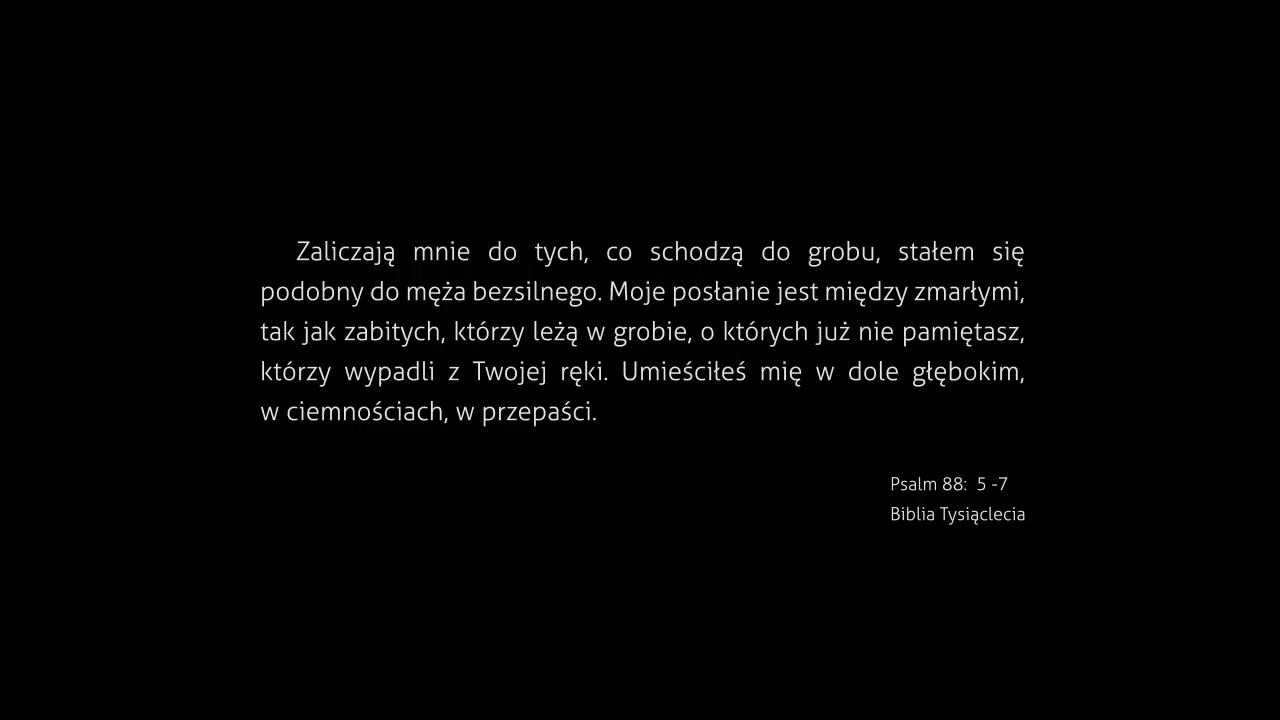 Zaliczają mnie do tych, co schodzą do grobu, stałem się
podobny do męża bezsilnego. Moje posłanie jest między zmarłymi,
tak jak zabitych, którzy leżą w grobie, o których już nie pamiętasz,
którzy wypadli z Twojej ręki. Umieściłeś mię w dole głębokim,
w ciemnościach, w przepaści.
Psalm 88:  5 -7
Biblia Tysiąclecia